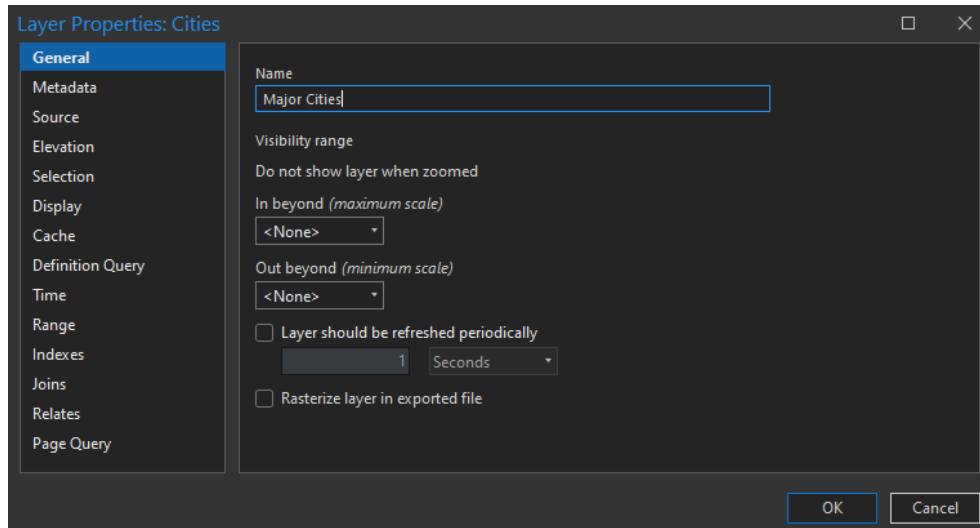 Layer Properties: Cities
General
Metadata
Source
Elevation
Selection
Display
Cache
Definition Query
Time
Range
Indexes
Joins
Relates
Page Query
Name
Major Cities
Visibility range
Do not show layer when zoomed
In beyond (maximum scale)
<None>
Out beyond (minimum scale)
<None>
Layer should be refreshed periodically
1 Seconds
Rasterize layer in exported file
OK Cancel